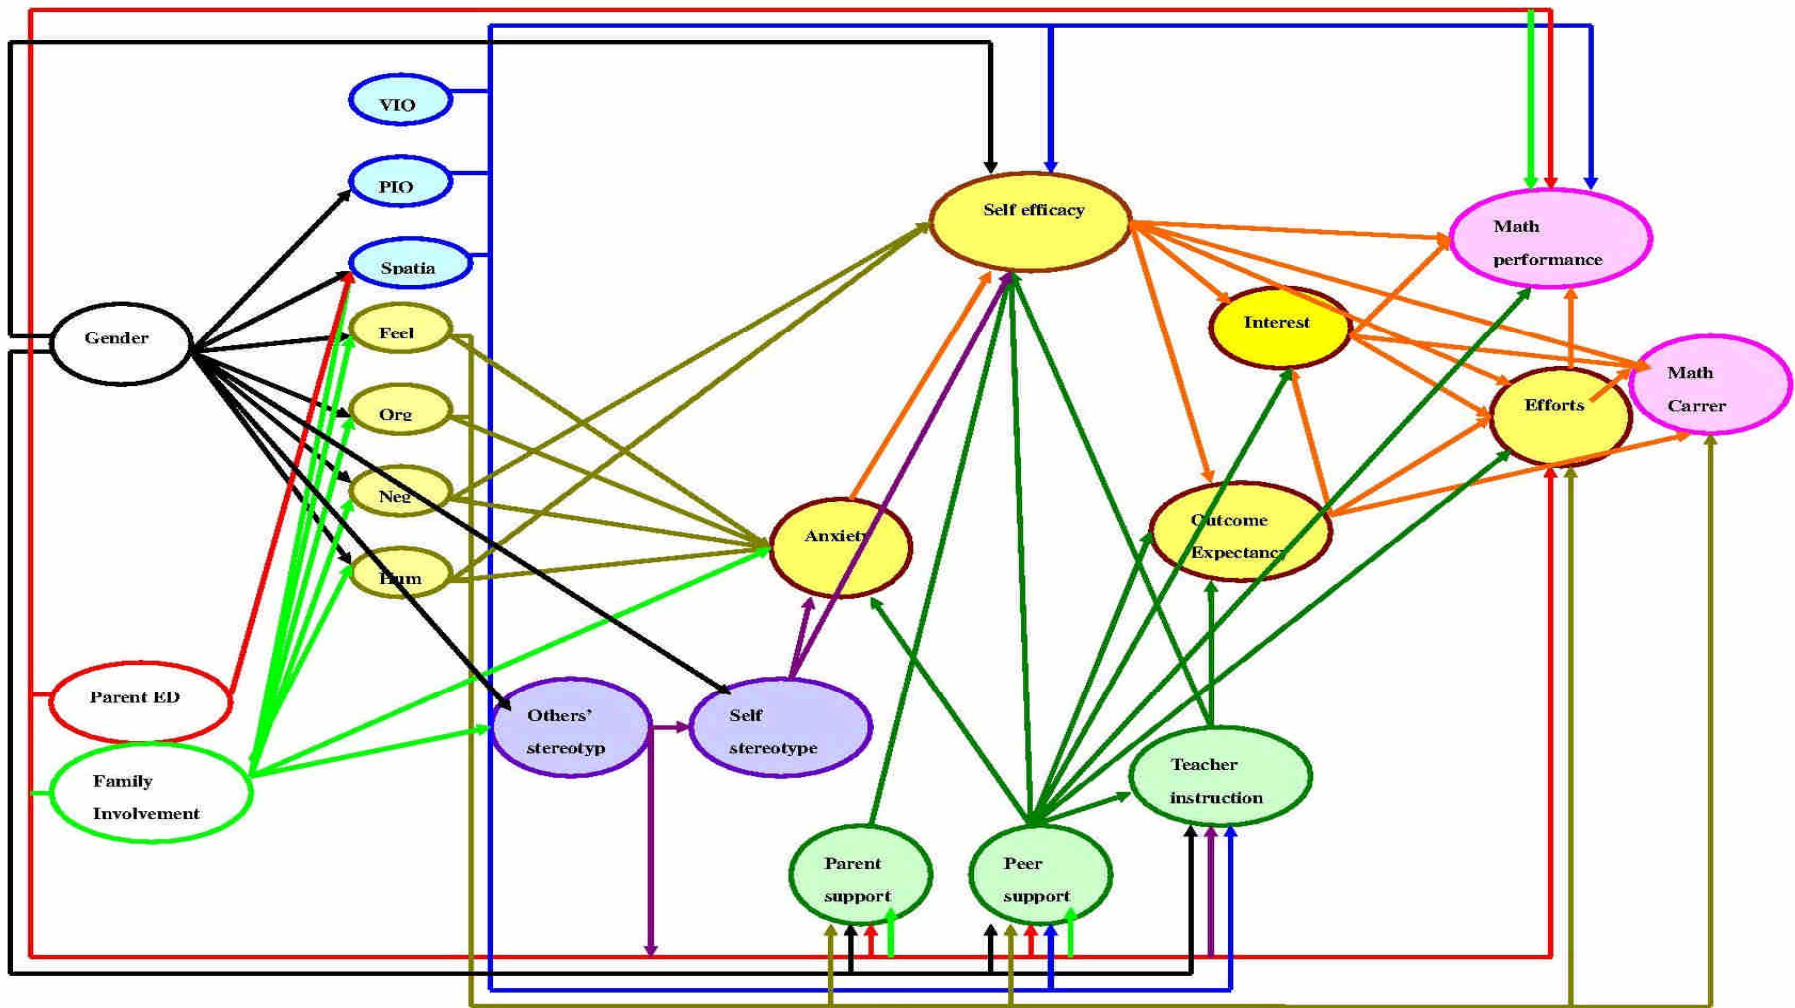 VIO
PIO
Self efficacy
Math
performance
Spatia
Gender
Feel
Interest
Math
Carrer
Org
Efforts
Neg
Outcome
Expectancy
Anxiety
Hum
Parent ED
Others'
stereotyp
Self
stereotype
Family
Involvement
Teacher
instruction
Parent
support
Peer
support